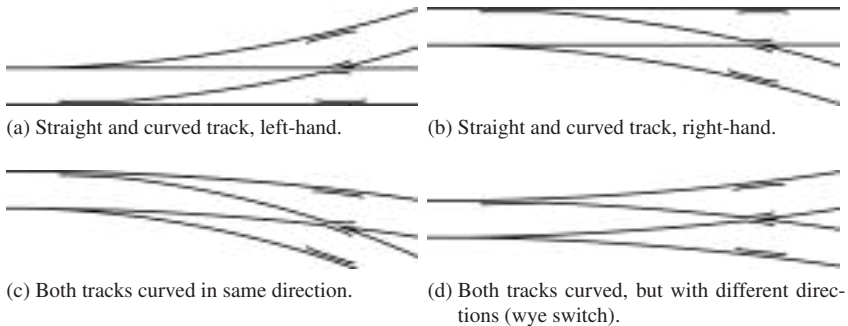 (a) Straight and curved track, left-hand.
(b) Straight and curved track, right-hand.
(c) Both tracks curved in same direction.
(d) Both tracks curved, but with different direc-
tions (wye switch).